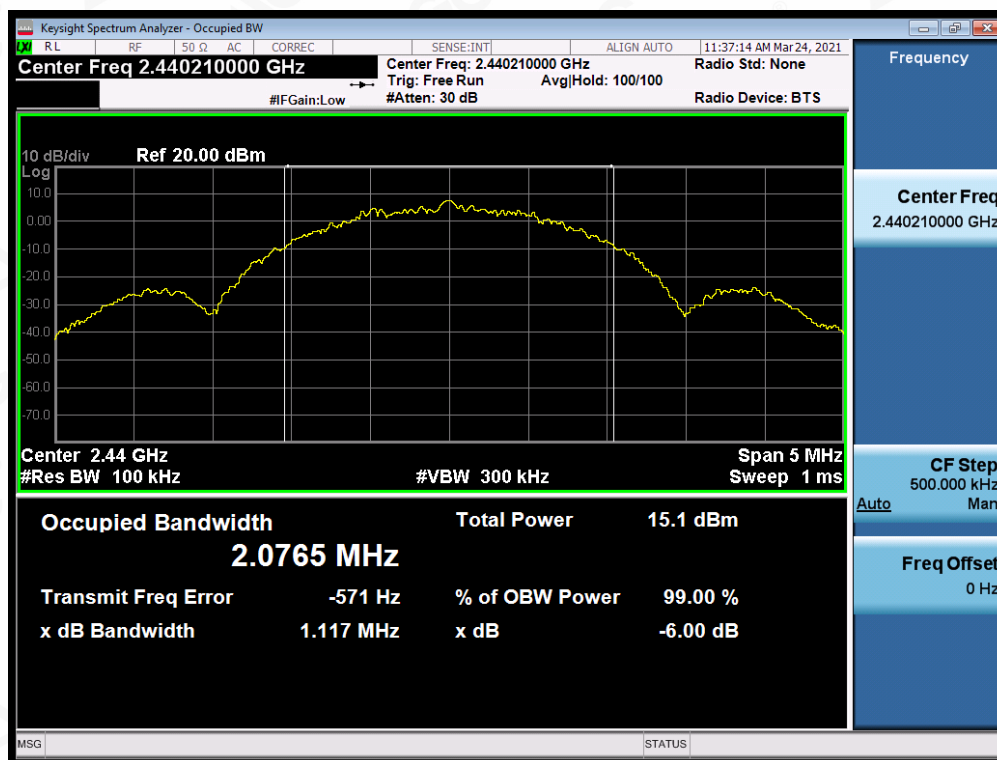 Keysight Spectrum Analyzer - Occupied BW
LXI RL RF 50 Ω AC CORREC SENSE:INT ALIGN AUTO 11:37:14 AM Mar 24, 2021
Center Freq 2.440210000 GHz
Center Freq: 2.440210000 GHz Radio Std: None
Trig: Free Run Avg|Hold: 100/100
#IFGain:Low #Atten: 30 dB Radio Device: BTS
10 dB/div Ref 20.00 dBm
Log
10.0
0.00
-10.0
-20.0
-30.0
-40.0
-50.0
-60.0
-70.0
Center 2.44 GHz Span 5 MHz
#Res BW 100 kHz #VBW 300 kHz Sweep 1 ms
Occupied Bandwidth Total Power 15.1 dBm
2.0765 MHz
Transmit Freq Error -571 Hz % of OBW Power 99.00 %
x dB Bandwidth 1.117 MHz x dB -6.00 dB
MSG STATUS
Frequency
Center Freq
2.440210000 GHz
CF Step
500.000 kHz
Auto Man
Freq Offset
0 Hz